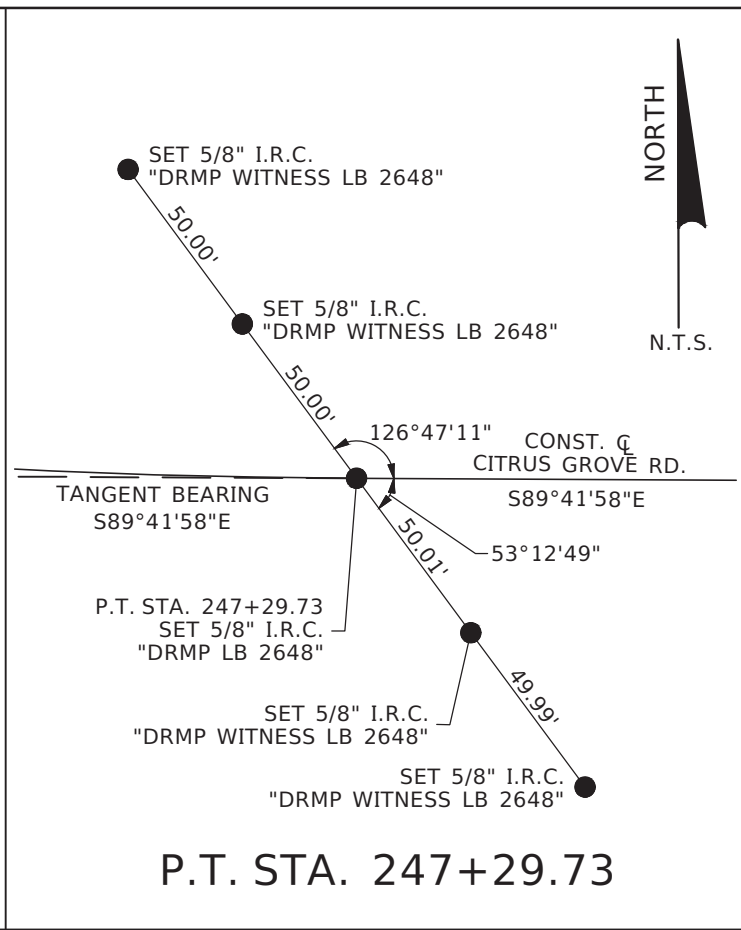 NORTH
N.T.S.
SET 5/8" I.R.C.
"DRMP WITNESS LB 2648"
50.00'
SET 5/8" I.R.C.
"DRMP WITNESS LB 2648"
50.00'
126°47'11"
CONST. ℄
CITRUS GROVE RD.
S89°41'58"E
TANGENT BEARING
S89°41'58"E
50.01'
53°12'49"
P.T. STA. 247+29.73
SET 5/8" I.R.C.
"DRMP LB 2648"
49.99'
SET 5/8" I.R.C.
"DRMP WITNESS LB 2648"
SET 5/8" I.R.C.
"DRMP WITNESS LB 2648"
P.T. STA. 247+29.73